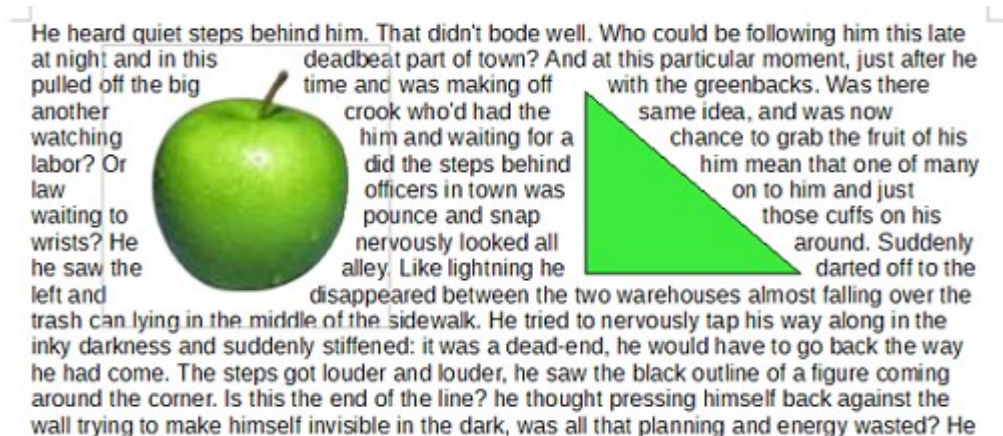 He heard quiet steps behind him. That didn't bode well. Who could be following him this late
at night and in this deadbeat part of town? And at this particular moment, just after he
pulled off the big time and was making off with the greenbacks. Was there
another crook who'd had the same idea, and was now
watching him and waiting for a chance to grab the fruit of his
labor? Or did the steps behind him mean that one of many
law officers in town was on to him and just
waiting to pounce and snap those cuffs on his
wrists? He nervously looked all around. Suddenly
he saw the alley. Like lightning he darted off to the
left and disappeared between the two warehouses almost falling over the
trash can lying in the middle of the sidewalk. He tried to nervously tap his way along in the
inky darkness and suddenly stiffened: it was a dead-end, he would have to go back the way
he had come. The steps got louder and louder, he saw the black outline of a figure coming
around the corner. Is this the end of the line? he thought pressing himself back against the
wall trying to make himself invisible in the dark, was all that planning and energy wasted? He